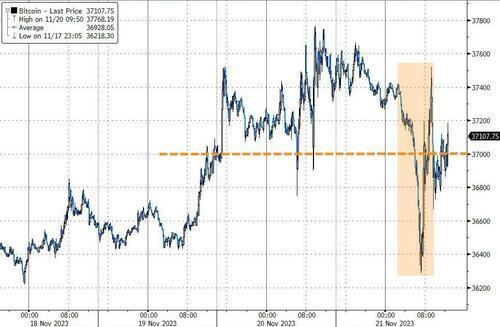 Bitcoin - Last Price 37107.75
High on 11/20 09:50 37768.19
Average 36928.05
Low on 11/17 23:05 36218.30
37800
37600
37400
37200
37107.75
37000
36800
36600
36400
36200
00:00 08:00 00:00 08:00 00:00 08:00 00:00 08:00
18 Nov 2023 19 Nov 2023 20 Nov 2023 21 Nov 2023